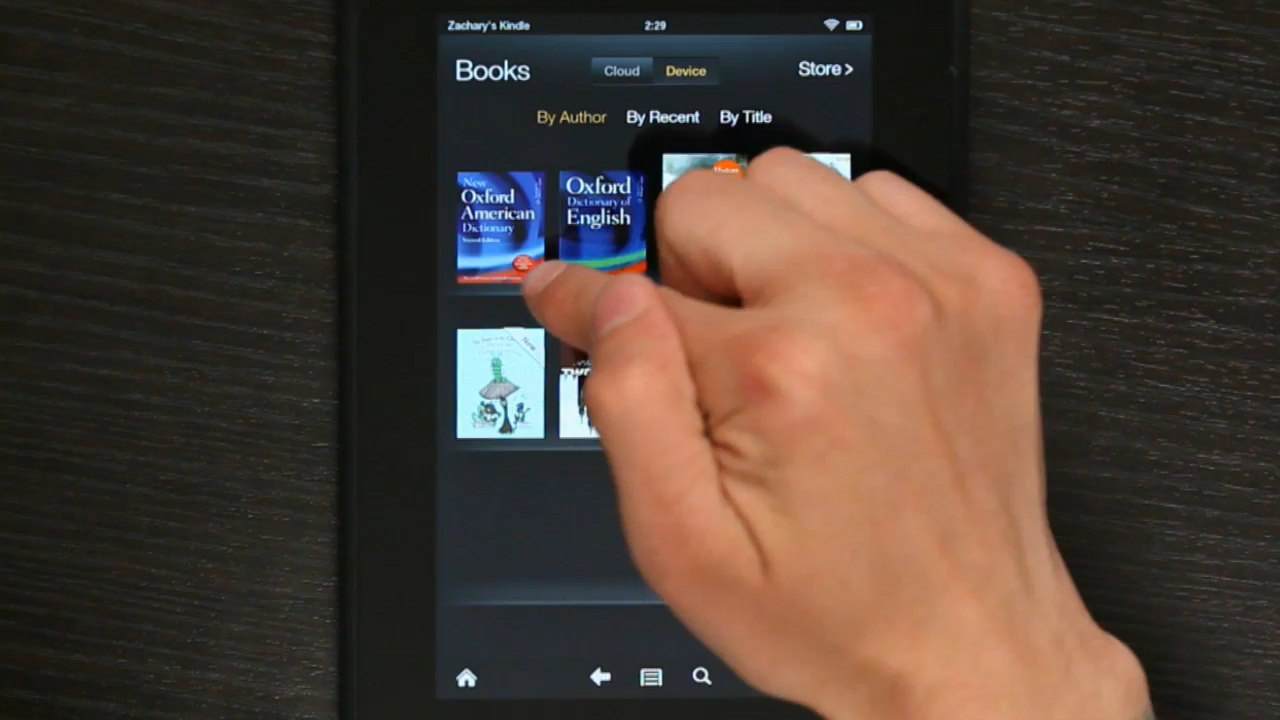 Zachary's Kindle 2:29
Books Cloud Device Store >
By Author By Recent By Title
New
Oxford
American
Dictionary
Second Edition
Oxford
Dictionary of
English
New